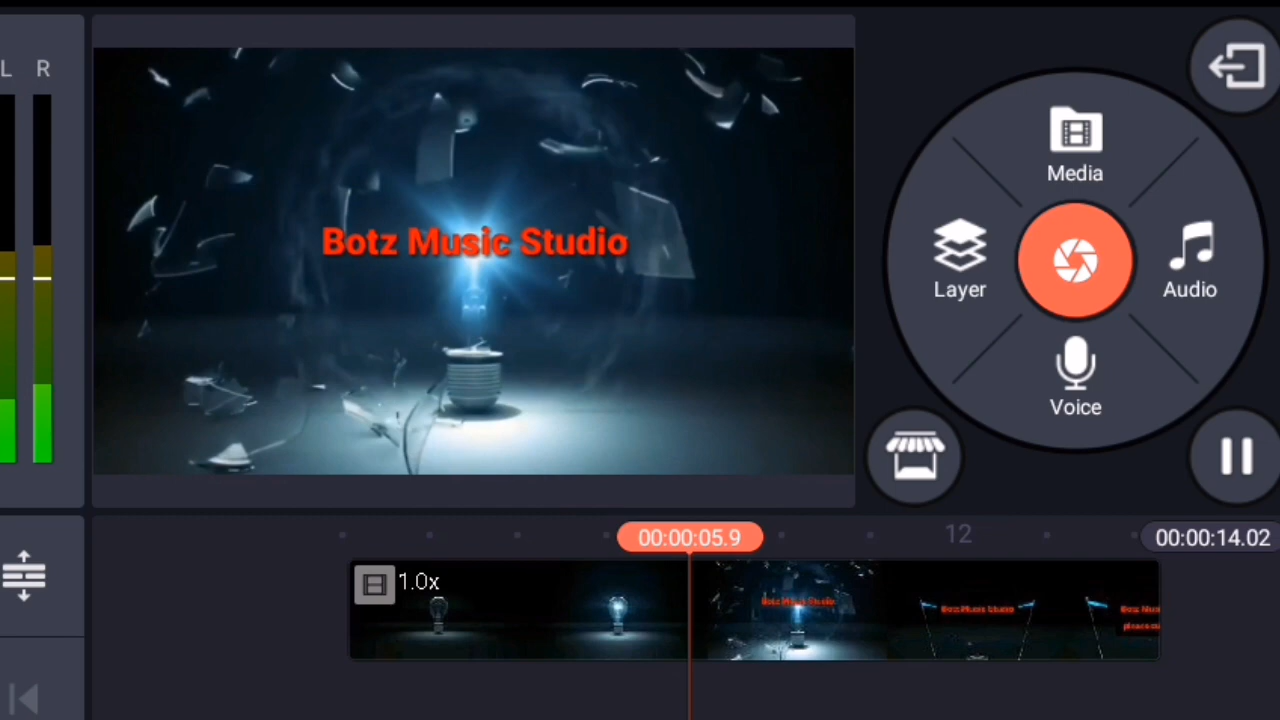 L R
Botz Music Studio
Media
Layer
Audio
Voice
00:00:05.9
12
00:00:14.02
1.0x
Botz Music Studio
Botz Music Studio